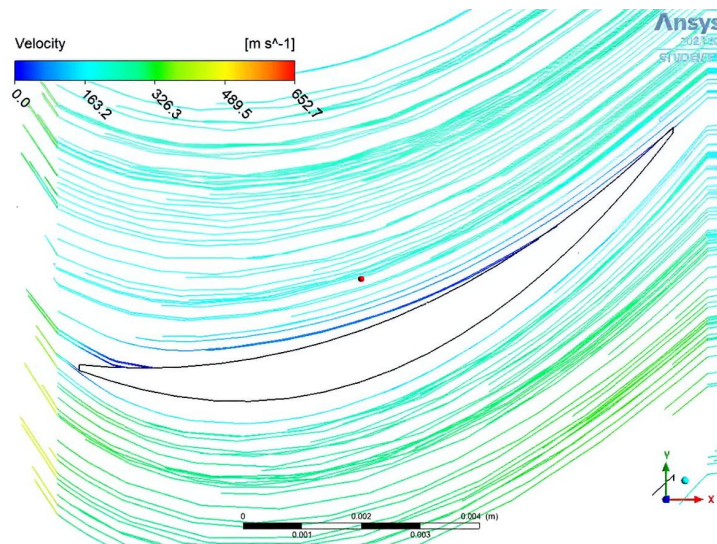 Velocity [m s^-1]
0.0 163.2 326.3 489.5 652.7
Ansys
STUDENT
0 0.002 0.004 (m)
0.001 0.003
Y
X